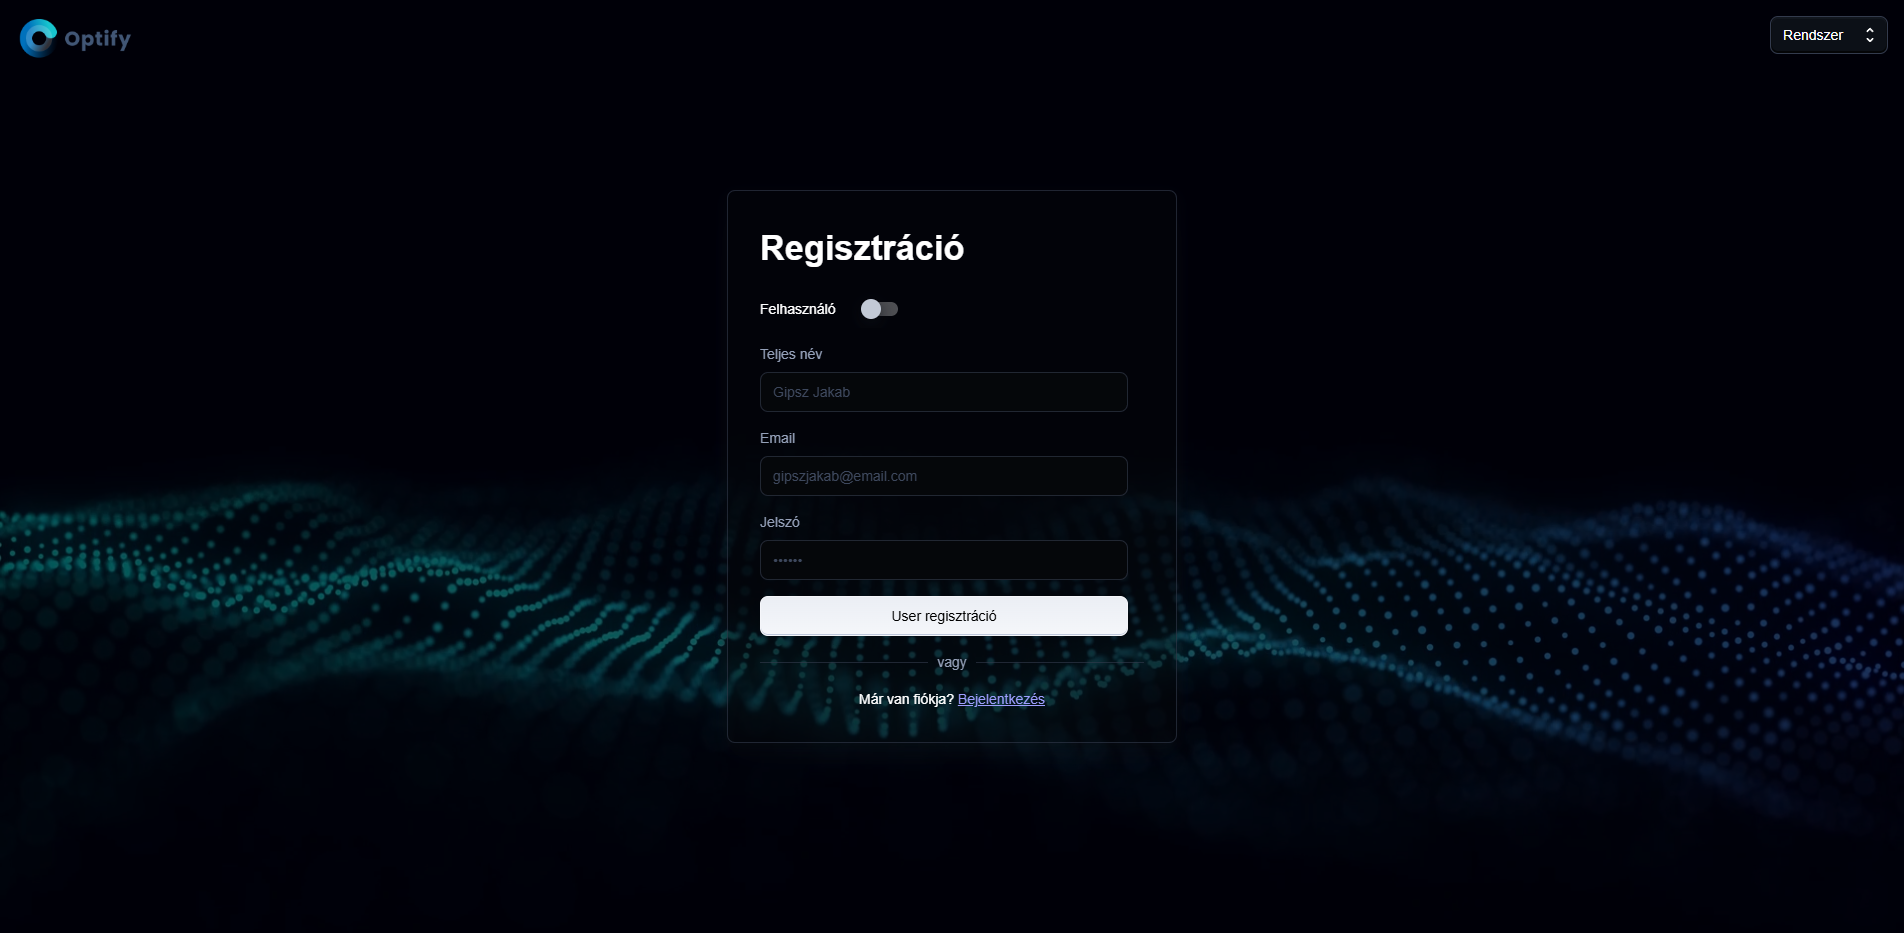 Optify
Rendszer
Regisztráció
Felhasználó
Teljes név
Gipsz Jakab
Email
gipszjakab@email.com
Jelszó
••••••
User regisztráció
vagy
Már van fiókja? Bejelentkezés